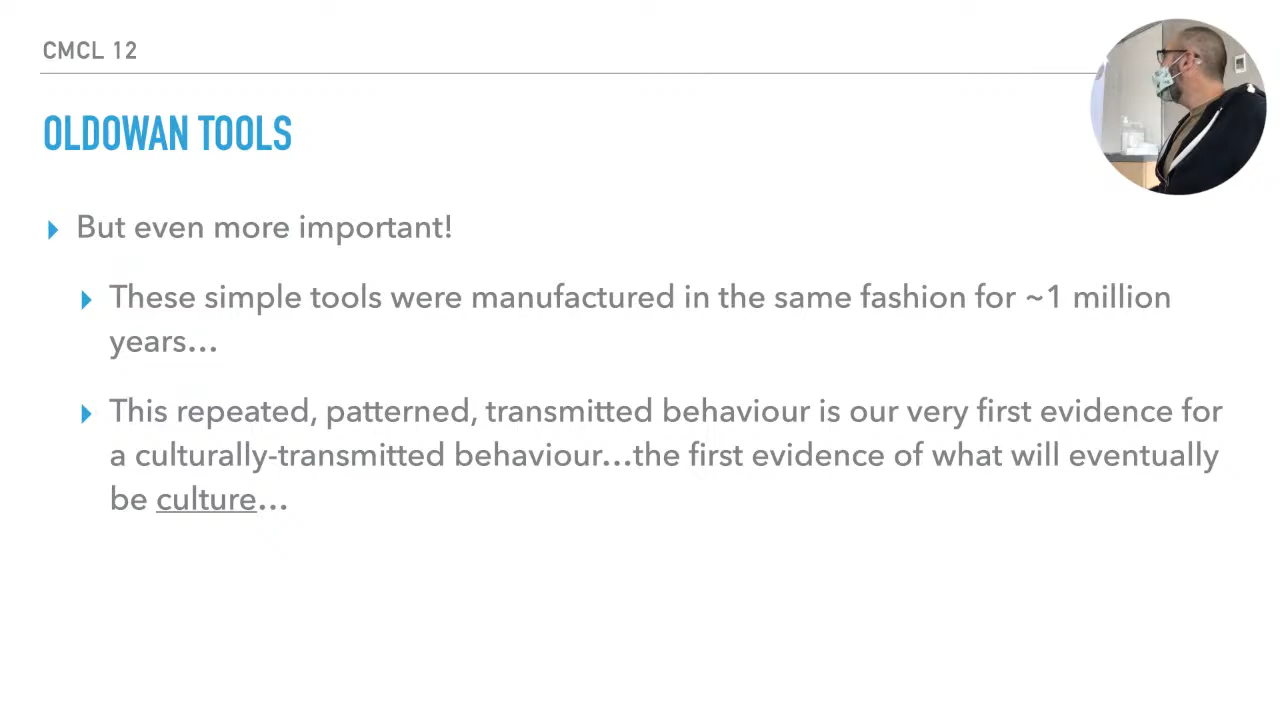 CMCL 12
OLDOWAN TOOLS
But even more important!
These simple tools were manufactured in the same fashion for ~1 million
years…
This repeated, patterned, transmitted behaviour is our very first evidence for
a culturally-transmitted behaviour…the first evidence of what will eventually
be culture…